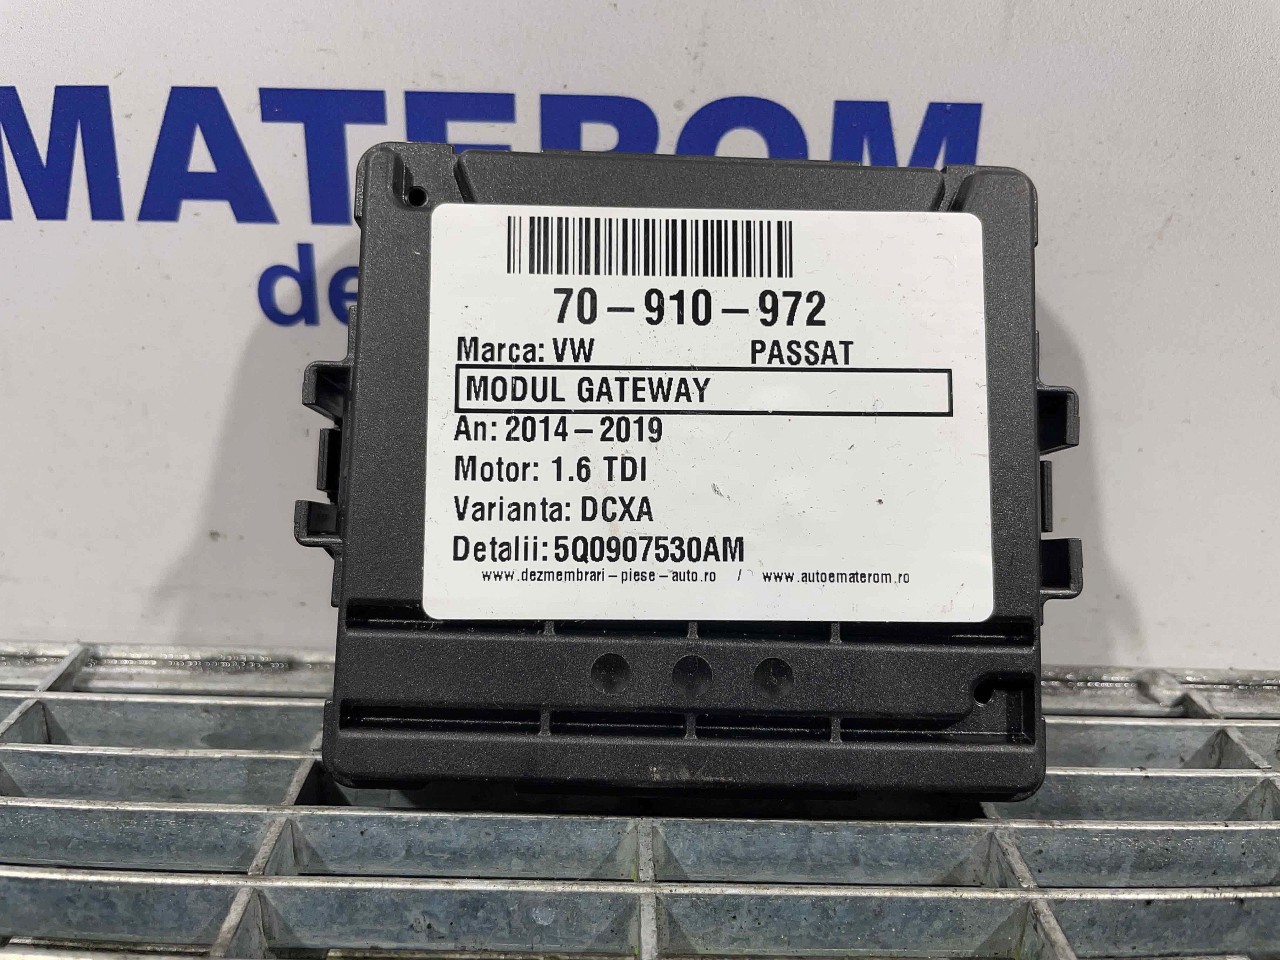 MATEROM
de
70-910-972
Marca: VW PASSAT
MODUL GATEWAY
An: 2014-2019
Motor: 1.6 TDI
Varianta: DCXA
Detalii: 5Q0907530AM
www.dezmembrari-piese-auto.ro / www.autoematerom.ro